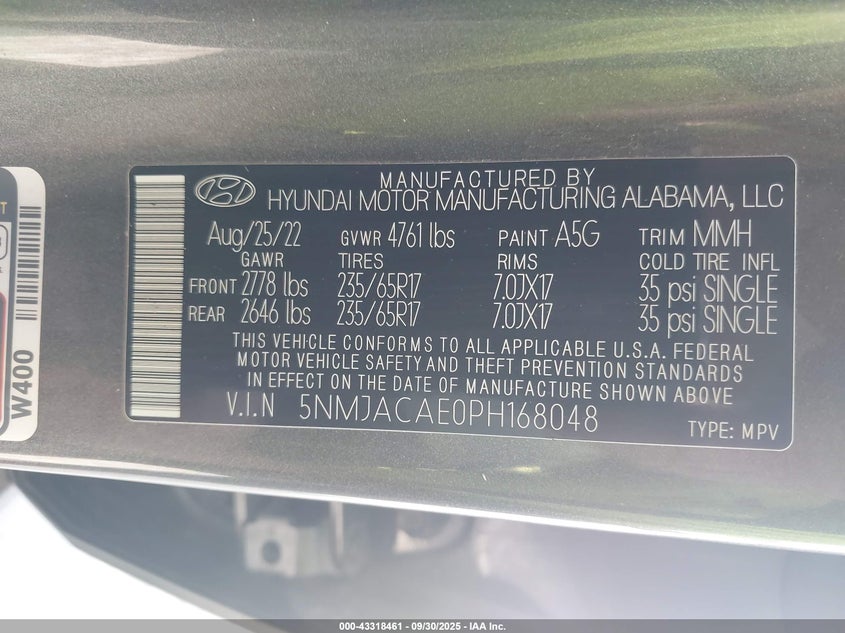 MANUFACTURED BY
HYUNDAI MOTOR MANUFACTURING ALABAMA, LLC
Aug/25/22 GVWR 4761 lbs PAINT A5G TRIM MMH
GAWR TIRES RIMS COLD TIRE INFL
FRONT 2778 lbs 235/65R17 7.0JX17 35 psi SINGLE
REAR 2646 lbs 235/65R17 7.0JX17 35 psi SINGLE
THIS VEHICLE CONFORMS TO ALL APPLICABLE U.S.A. FEDERAL
MOTOR VEHICLE SAFETY AND THEFT PREVENTION STANDARDS
IN EFFECT ON THE DATE OF MANUFACTURE SHOWN ABOVE
V.I.N 5NMJACAE0PH168048 TYPE: MPV
W400
000-43318461 - 09/30/2025 - IAA Inc.